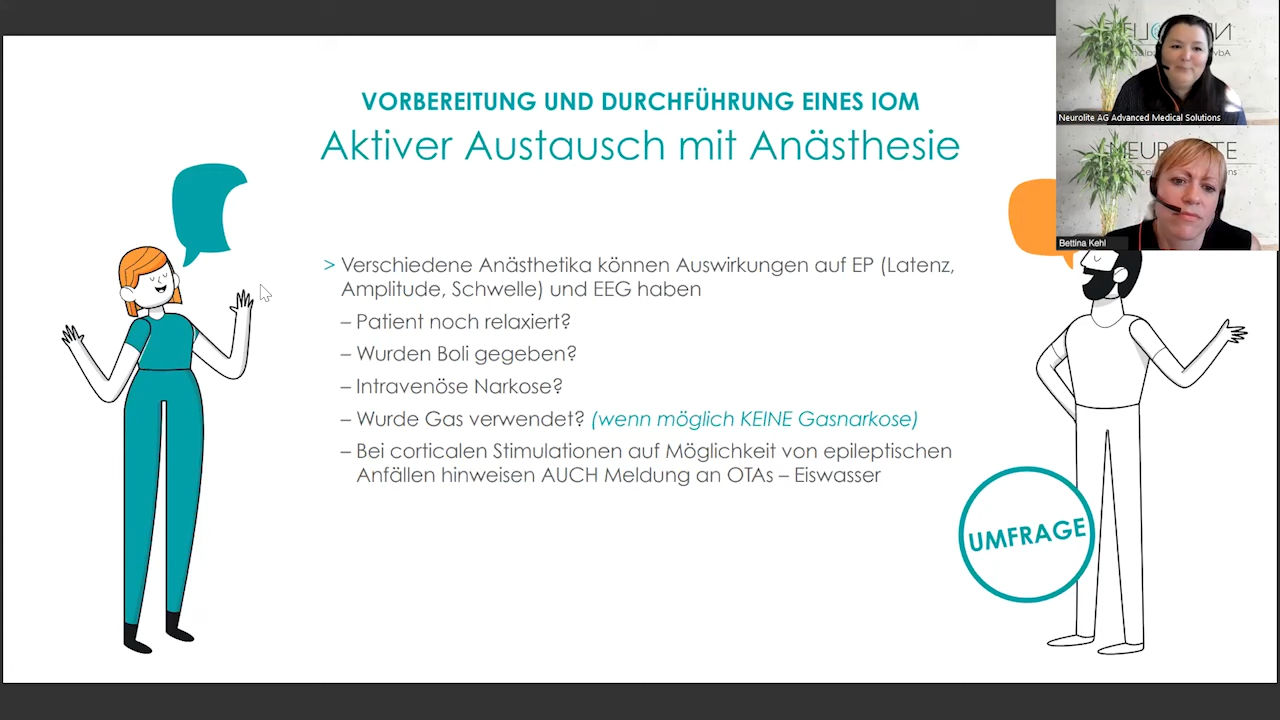 VORBEREITUNG UND DURCHFÜHRUNG EINES IOM
Aktiver Austausch mit Anästhesie
> Verschiedene Anästhetika können Auswirkungen auf EP (Latenz,
Amplitude, Schwelle) und EEG haben
– Patient noch relaxiert?
– Wurden Boli gegeben?
– Intravenöse Narkose?
– Wurde Gas verwendet? (wenn möglich KEINE Gasnarkose)
– Bei corticalen Stimulationen auf Möglichkeit von epileptischen
Anfällen hinweisen AUCH Meldung an OTAs – Eiswasser
UMFRAGE
Neurolite AG Advanced Medical Solutions
Bettina Kehl